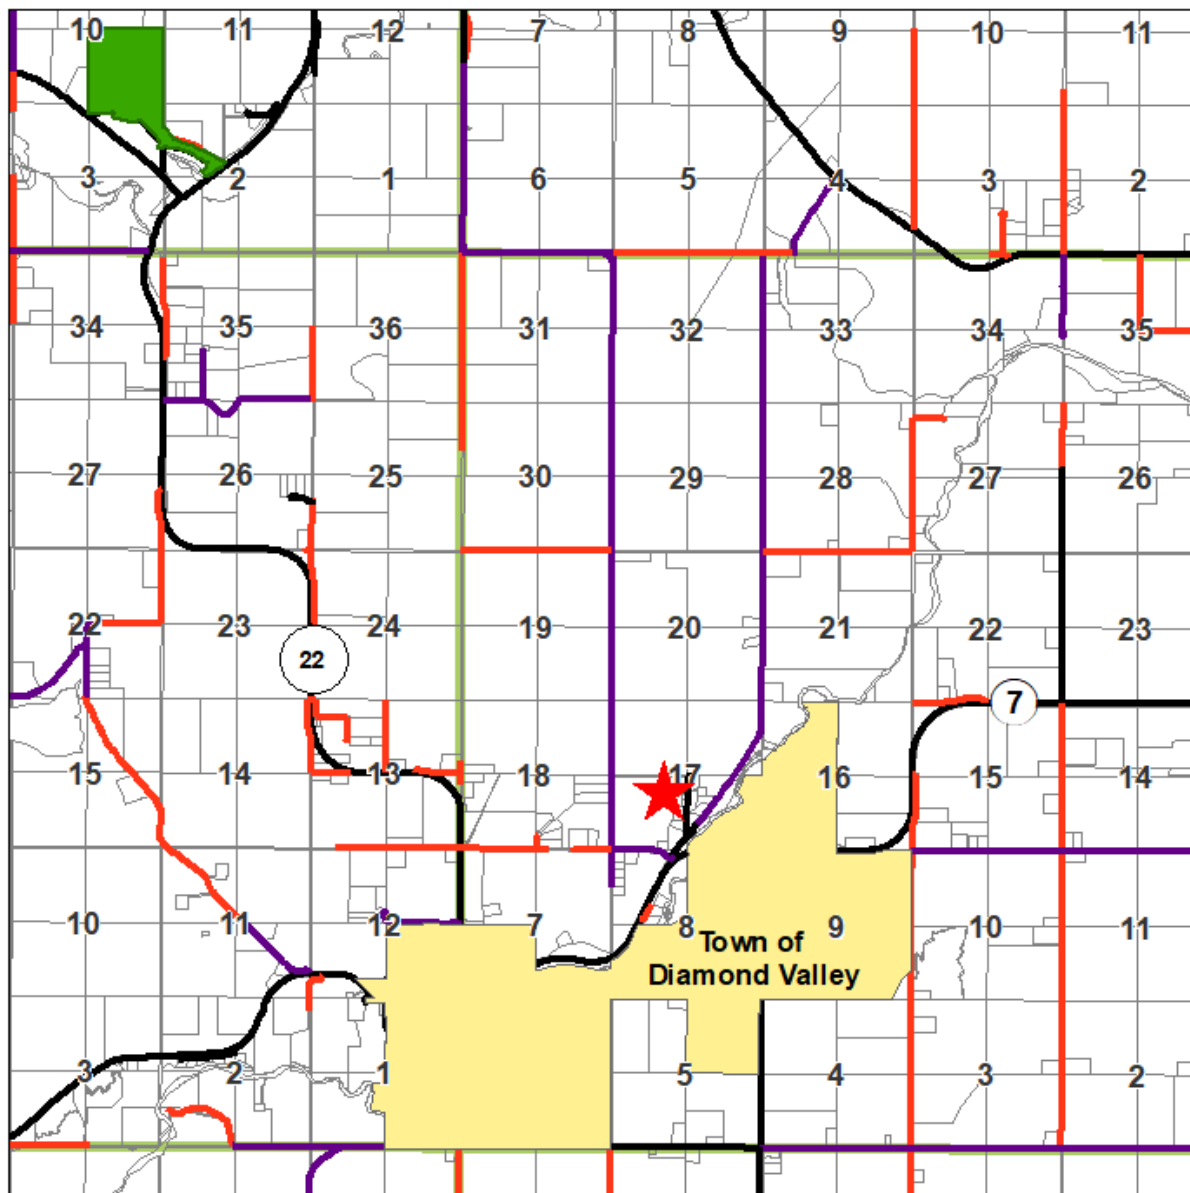 10 11 12 7 8 9 10 11
3 2 1 6 5 4 3 2
34 35 36 31 32 33 34 35
27 26 25 30 29 28 27 26
22 23 24 19 20 21 22 23
22
7
15 14 13 18 17 16 15 14
10 11 12 7 8 9 10 11
Town of
Diamond Valley
3 2 1 5 4 3 2